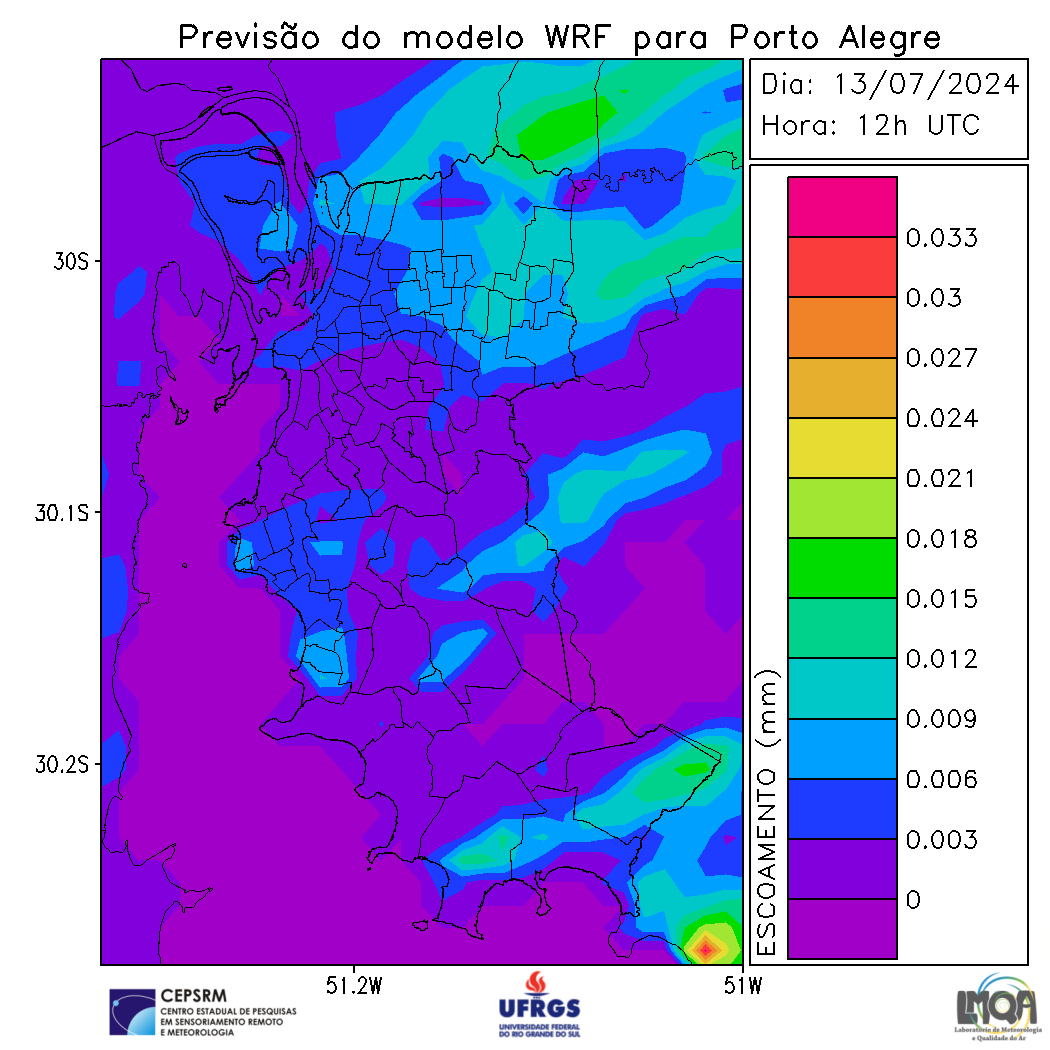 Previsão do modelo WRF para Porto Alegre
Dia: 13/07/2024
Hora: 12h UTC
0.033
0.03
0.027
0.024
0.021
0.018
0.015
0.012
0.009
0.006
0.003
0
ESCOAMENTO (mm)
30S
30.1S
30.2S
51.2W
51W
CEPSRM
CENTRO ESTADUAL DE PESQUISAS
EM SENSORIAMENTO REMOTO
E METEOROLOGIA
UFRGS
UNIVERSIDADE FEDERAL
DO RIO GRANDE DO SUL
LMQA
Laboratório de Meteorologia
e Qualidade do Ar